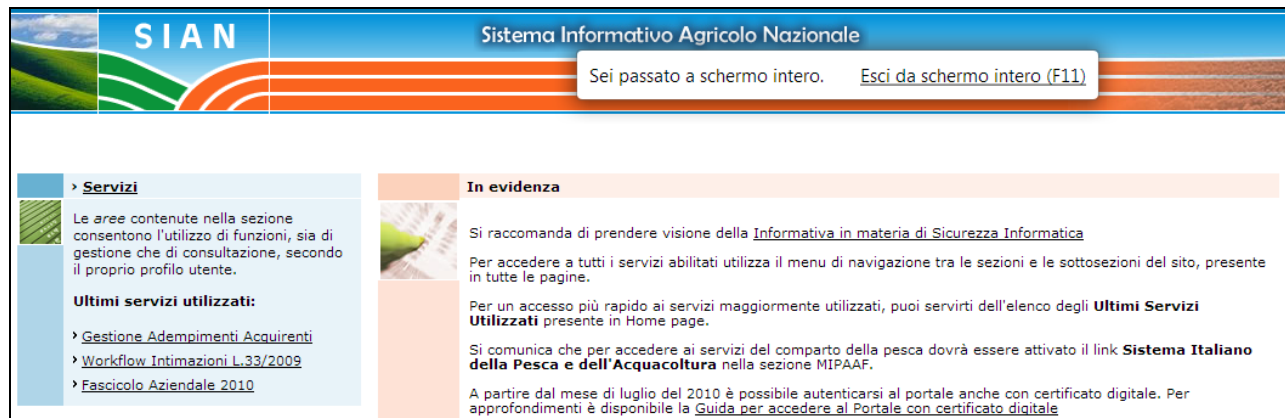 SIAN
Sistema Informativo Agricolo Nazionale
Sei passato a schermo intero. Esci da schermo intero (F11)
› Servizi
Le aree contenute nella sezione
consentono l'utilizzo di funzioni, sia di
gestione che di consultazione, secondo
il proprio profilo utente.
Ultimi servizi utilizzati:
› Gestione Adempimenti Acquirenti
› Workflow Intimazioni L.33/2009
› Fascicolo Aziendale 2010
In evidenza
Si raccomanda di prendere visione della Informativa in materia di Sicurezza Informatica
Per accedere a tutti i servizi abilitati utilizza il menu di navigazione tra le sezioni e le sottosezioni del sito, presente
in tutte le pagine.
Per un accesso più rapido ai servizi maggiormente utilizzati, puoi servirti dell'elenco degli Ultimi Servizi
Utilizzati presente in Home page.
Si comunica che per accedere ai servizi del comparto della pesca dovrà essere attivato il link Sistema Italiano
della Pesca e dell'Acquacoltura nella sezione MIPAAF.
A partire dal mese di luglio del 2010 è possibile autenticarsi al portale anche con certificato digitale. Per
approfondimenti è disponibile la Guida per accedere al Portale con certificato digitale